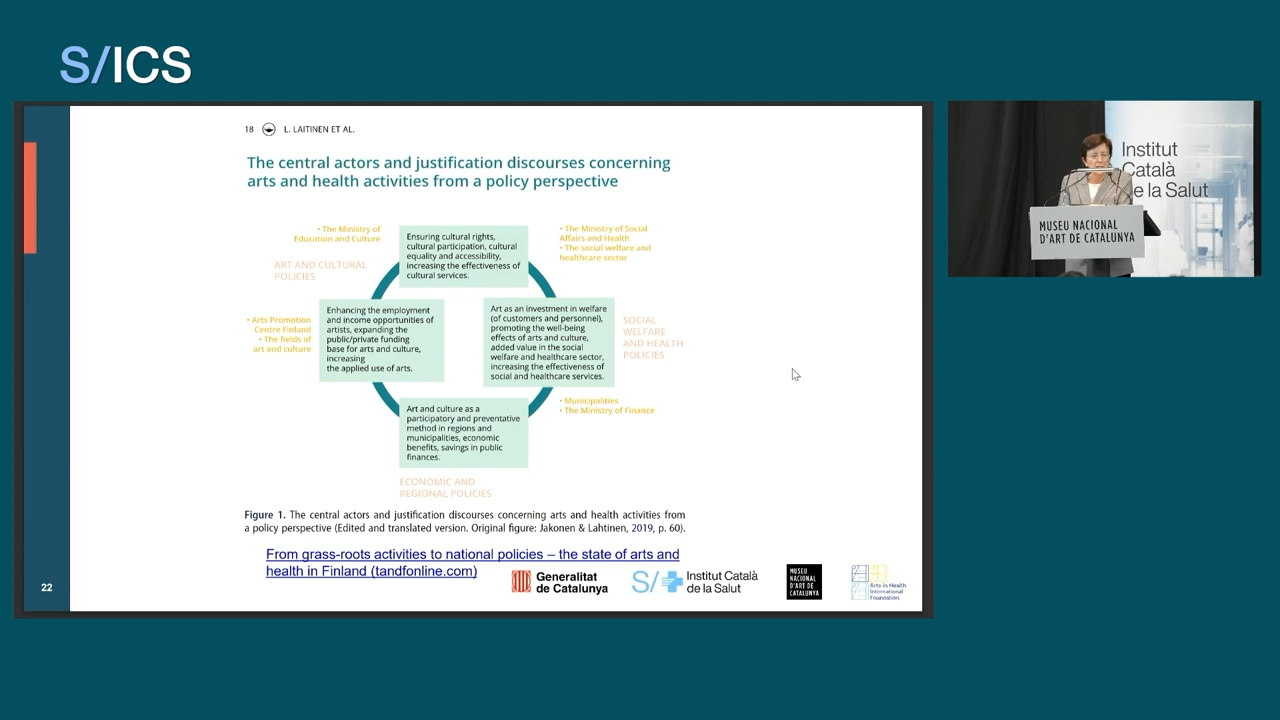 S/ICS
18 L. LAITINEN ET AL.
The central actors and justification discourses concerning
arts and health activities from a policy perspective
• The Ministry of
Education and Culture
ART AND CULTURAL
POLICIES
Ensuring cultural rights,
cultural participation, cultural
equality and accessibility,
increasing the effectiveness of
cultural services.
• The Ministry of Social
Affairs and Health
• The social welfare and
healthcare sector
• Arts Promotion
Centre Finland
• The fields of
art and culture
Enhancing the employment
and income opportunities of
artists, expanding the
public/private funding
base for arts and culture,
increasing
the applied use of arts.
Art as an investment in welfare
(of customers and personnel),
promoting the well-being
effects of arts and culture,
added value in the social
welfare and healthcare sector,
increasing the effectiveness of
social and healthcare services.
SOCIAL
WELFARE
AND HEALTH
POLICIES
Art and culture as a
participatory and preventative
method in regions and
municipalities, economic
benefits, savings in public
finances.
• Municipalities
• The Ministry of Finance
ECONOMIC AND
REGIONAL POLICIES
Figure 1. The central actors and justification discourses concerning arts and health activities from
a policy perspective (Edited and translated version. Original figure: Jakonen & Lahtinen, 2019, p. 60).
From grass-roots activities to national policies – the state of arts and
health in Finland (tandfonline.com)
22
Generalitat
de Catalunya
S/ Institut Català
de la Salut
MUSEU
NACIONAL
D'ART DE
CATALUNYA
Arts in Health
International
Foundation
Institut
Català
de la Salut
MUSEU NACIONAL
D'ART DE CATALUNYA